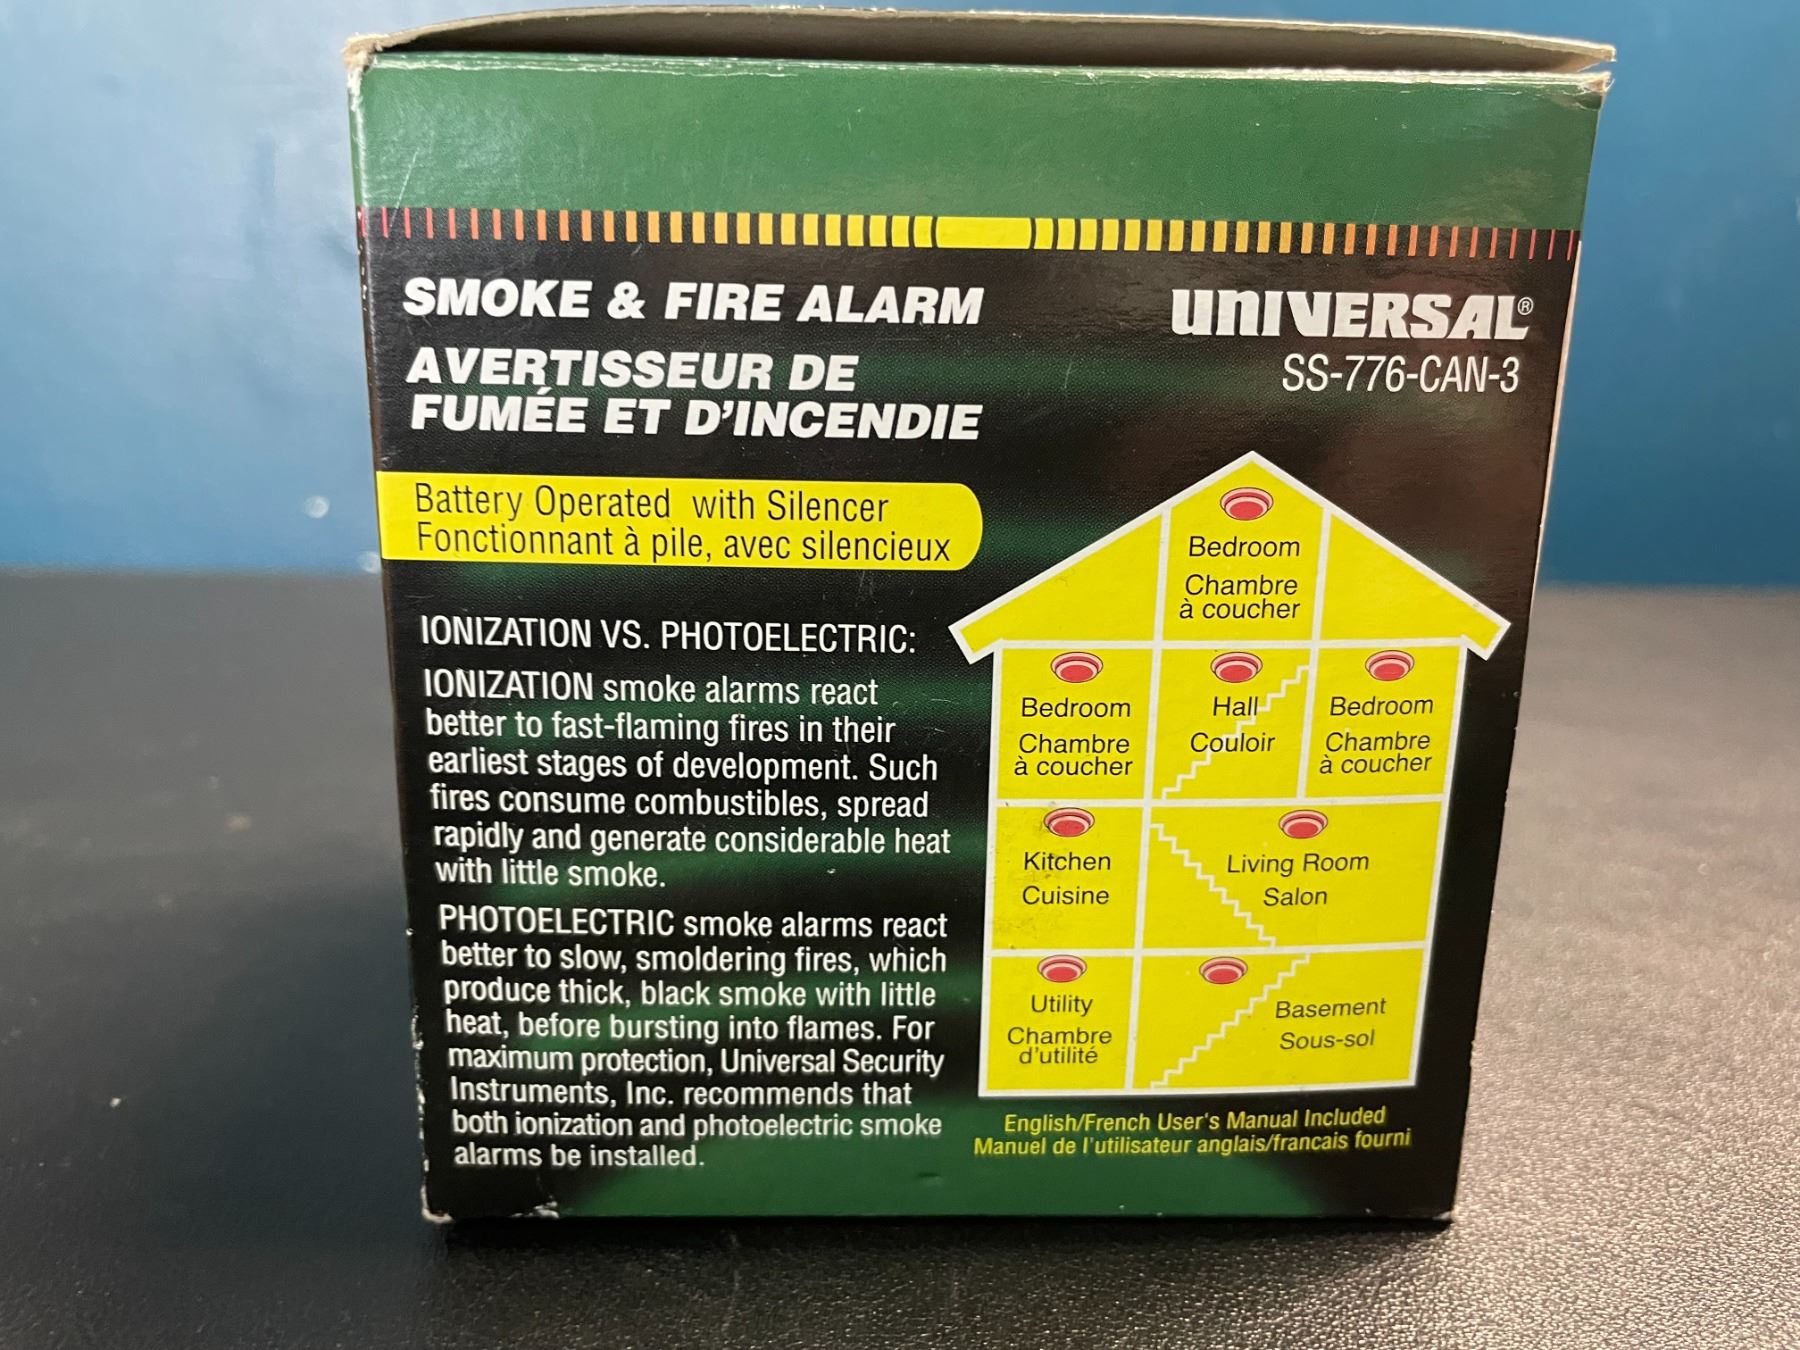 SMOKE & FIRE ALARM
AVERTISSEUR DE
FUMÉE ET D'INCENDIE
UNIVERSAL®
SS-776-CAN-3
Battery Operated with Silencer
Fonctionnant à pile, avec silencieux
IONIZATION VS. PHOTOELECTRIC:
IONIZATION smoke alarms react
better to fast-flaming fires in their
earliest stages of development. Such
fires consume combustibles, spread
rapidly and generate considerable heat
with little smoke.
PHOTOELECTRIC smoke alarms react
better to slow, smoldering fires, which
produce thick, black smoke with little
heat, before bursting into flames. For
maximum protection, Universal Security
Instruments, Inc. recommends that
both ionization and photoelectric smoke
alarms be installed.
Bedroom
Chambre
à coucher
Bedroom
Chambre
à coucher
Hall
Couloir
Bedroom
Chambre
à coucher
Kitchen
Cuisine
Living Room
Salon
Utility
Chambre
d'utilité
Basement
Sous-sol
English/French User's Manual Included
Manuel de l'utilisateur anglais/francais fourni